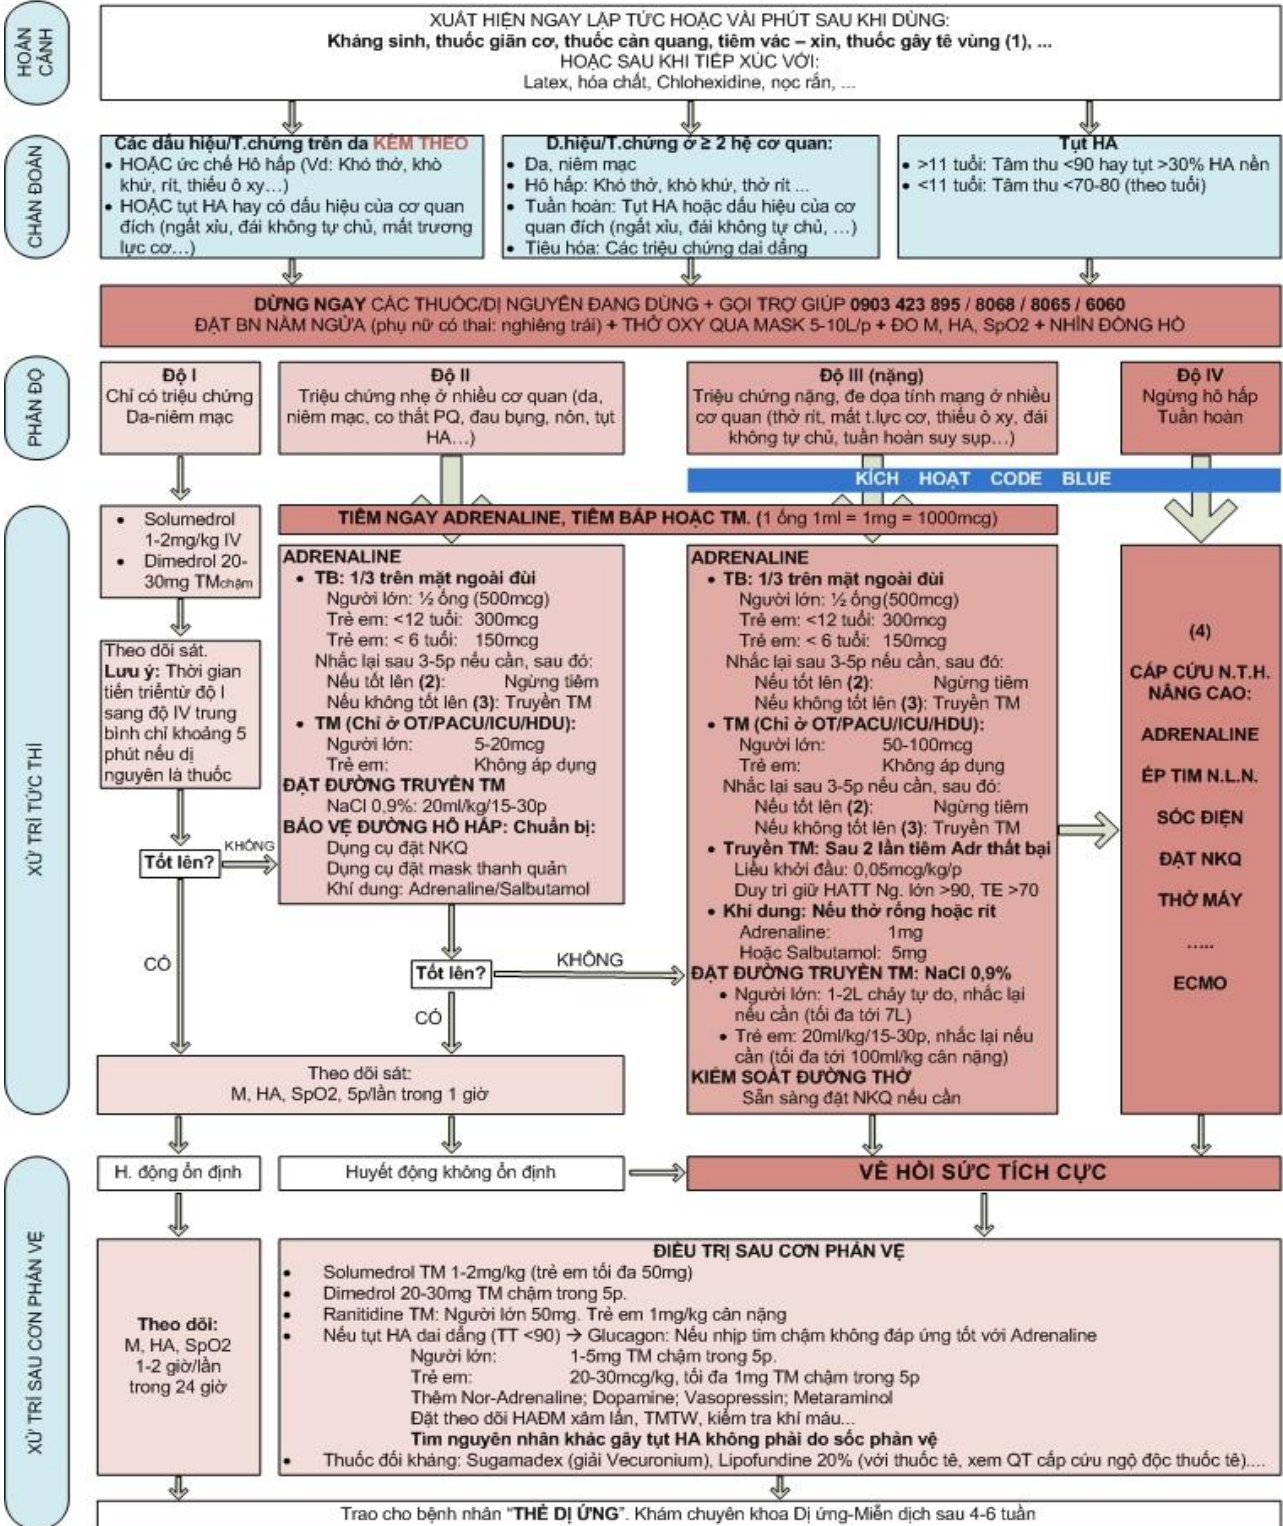 HOÀN
CẢNH
XUẤT HIỆN NGAY LẬP TỨC HOẶC VÀI PHÚT SAU KHI DÙNG:
Kháng sinh, thuốc giãn cơ, thuốc cản quang, tiêm vác – xin, thuốc gây tê vùng (1), ...
HOẶC SAU KHI TIẾP XÚC VỚI:
Latex, hóa chất, Chlohexidine, nọc rắn, ...
CHẨN ĐOÁN
Các dấu hiệu/T.chứng trên da KÈM THEO
• HOẶC ức chế Hô hấp (Vd: Khó thở, khò
khứ, rít, thiếu ô xy...)
• HOẶC tụt HA hay có dấu hiệu của cơ quan
đích (ngất xỉu, đái không tự chủ, mất trương
lực cơ...)
D.hiệu/T.chứng ở ≥ 2 hệ cơ quan:
• Da, niêm mạc
• Hô hấp: Khó thở, khò khứ, thở rít ...
• Tuần hoàn: Tụt HA hoặc dấu hiệu của cơ
quan đích (ngất xỉu, đái không tự chủ, ...)
• Tiêu hóa: Các triệu chứng dai dẳng
Tụt HA
• >11 tuổi: Tâm thu <90 hay tụt >30% HA nền
• <11 tuổi: Tâm thu <70-80 (theo tuổi)
DỪNG NGAY CÁC THUỐC/DỊ NGUYÊN ĐANG DÙNG + GỌI TRỢ GIÚP 0903 423 895 / 8068 / 8065 / 6060
ĐẶT BN NẰM NGỬA (phụ nữ có thai: nghiêng trái) + THỞ OXY QUA MASK 5-10L/p + ĐO M, HA, SpO2 + NHÌN ĐỒNG HỒ
PHÂN ĐỘ
Độ I
Chỉ có triệu chứng
Da-niêm mạc
Độ II
Triệu chứng nhẹ ở nhiều cơ quan (da,
niêm mạc, co thắt PQ, đau bụng, nôn, tụt
HA...)
Độ III (nặng)
Triệu chứng nặng, đe dọa tính mạng ở nhiều
cơ quan (thở rít, mất t.lực cơ, thiếu ô xy, đái
không tự chủ, tuần hoàn suy sụp...)
Độ IV
Ngừng hô hấp
Tuần hoàn
KÍCH HOẠT CODE BLUE
XỬ TRÍ TỨC THÌ
• Solumedrol
1-2mg/kg IV
• Dimedrol 20-
30mg TMchậm
Theo dõi sát.
Lưu ý: Thời gian
tiến triểntừ độ I
sang độ IV trung
bình chỉ khoảng 5
phút nếu dị
nguyên là thuốc
Tốt lên?
KHÔNG
CÓ
TIÊM NGAY ADRENALINE, TIÊM BẮP HOẶC TM. (1 ống 1ml = 1mg = 1000mcg)
ADRENALINE
• TB: 1/3 trên mặt ngoài đùi
Người lớn: ½ ống (500mcg)
Trẻ em: <12 tuổi: 300mcg
Trẻ em: < 6 tuổi: 150mcg
Nhắc lại sau 3-5p nếu cần, sau đó:
Nếu tốt lên (2): Ngừng tiêm
Nếu không tốt lên (3): Truyền TM
• TM (Chỉ ở OT/PACU/ICU/HDU):
Người lớn: 5-20mcg
Trẻ em: Không áp dụng
ĐẶT ĐƯỜNG TRUYỀN TM
NaCl 0,9%: 20ml/kg/15-30p
BẢO VỆ ĐƯỜNG HÔ HẤP: Chuẩn bị:
Dụng cụ đặt NKQ
Dụng cụ đặt mask thanh quản
Khí dung: Adrenaline/Salbutamol
Tốt lên?
KHÔNG
CÓ
ADRENALINE
• TB: 1/3 trên mặt ngoài đùi
Người lớn: ½ ống(500mcg)
Trẻ em: <12 tuổi: 300mcg
Trẻ em: < 6 tuổi: 150mcg
Nhắc lại sau 3-5p nếu cần, sau đó:
Nếu tốt lên (2): Ngừng tiêm
Nếu không tốt lên (3): Truyền TM
• TM (Chỉ ở OT/PACU/ICU/HDU):
Người lớn: 50-100mcg
Trẻ em: Không áp dụng
Nhắc lại sau 3-5p nếu cần, sau đó:
Nếu tốt lên (2): Ngừng tiêm
Nếu không tốt lên (3): Truyền TM
• Truyền TM: Sau 2 lần tiêm Adr thất bại
Liều khởi đầu: 0,05mcg/kg/p
Duy trì giữ HATT Ng. lớn >90, TE >70
• Khí dung: Nếu thở rống hoặc rít
Adrenaline: 1mg
Hoặc Salbutamol: 5mg
ĐẶT ĐƯỜNG TRUYỀN TM: NaCl 0,9%
• Người lớn: 1-2L chảy tự do, nhắc lại
nếu cần (tối đa tới 7L)
• Trẻ em: 20ml/kg/15-30p, nhắc lại nếu
cần (tối đa tới 100ml/kg cân nặng)
KIỂM SOÁT ĐƯỜNG THỞ
Sẵn sàng đặt NKQ nếu cần
(4)
CẤP CỨU N.T.H.
NÂNG CAO:
ADRENALINE
ÉP TIM N.L.N.
SỐC ĐIỆN
ĐẶT NKQ
THỞ MÁY
.....
ECMO
Theo dõi sát:
M, HA, SpO2, 5p/lần trong 1 giờ
XỬ TRÍ SAU CƠN PHẢN VỆ
H. động ổn định
Huyết động không ổn định
VỀ HỒI SỨC TÍCH CỰC
Theo dõi:
M, HA, SpO2
1-2 giờ/lần
trong 24 giờ
ĐIỀU TRỊ SAU CƠN PHẢN VỆ
• Solumedrol TM 1-2mg/kg (trẻ em tối đa 50mg)
• Dimedrol 20-30mg TM chậm trong 5p.
• Ranitidine TM: Người lớn 50mg. Trẻ em 1mg/kg cân nặng
• Nếu tụt HA dai dẳng (TT <90) → Glucagon: Nếu nhịp tim chậm không đáp ứng tốt với Adrenaline
Người lớn: 1-5mg TM chậm trong 5p.
Trẻ em: 20-30mcg/kg, tối đa 1mg TM chậm trong 5p
Thêm Nor-Adrenaline; Dopamine; Vasopressin; Metaraminol
Đặt theo dõi HAĐM xâm lấn, TMTW, kiểm tra khí máu...
Tìm nguyên nhân khác gây tụt HA không phải do sốc phản vệ
• Thuốc đối kháng: Sugamadex (giải Vecuronium), Lipofundine 20% (với thuốc tê, xem QT cấp cứu ngộ độc thuốc tê)....
Trao cho bệnh nhân “THẺ DỊ ỨNG”. Khám chuyên khoa Dị ứng-Miễn dịch sau 4-6 tuần